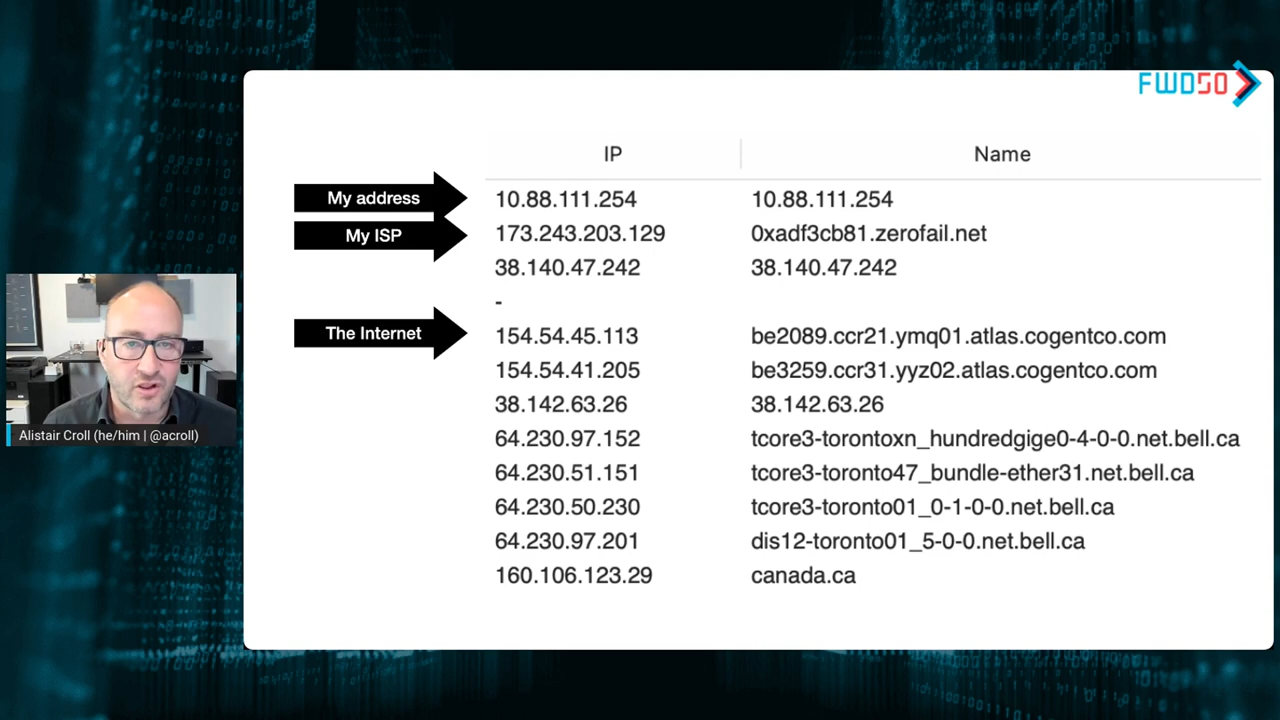 FWD50
IP Name
My address 10.88.111.254 10.88.111.254
My ISP 173.243.203.129 0xadf3cb81.zerofail.net
38.140.47.242 38.140.47.242
-
The Internet 154.54.45.113 be2089.ccr21.ymq01.atlas.cogentco.com
154.54.41.205 be3259.ccr31.yyz02.atlas.cogentco.com
38.142.63.26 38.142.63.26
64.230.97.152 tcore3-torontoxn_hundredgige0-4-0-0.net.bell.ca
64.230.51.151 tcore3-toronto47_bundle-ether31.net.bell.ca
64.230.50.230 tcore3-toronto01_0-1-0-0.net.bell.ca
64.230.97.201 dis12-toronto01_5-0-0.net.bell.ca
160.106.123.29 canada.ca
Alistair Croll (he/him | @acroll)